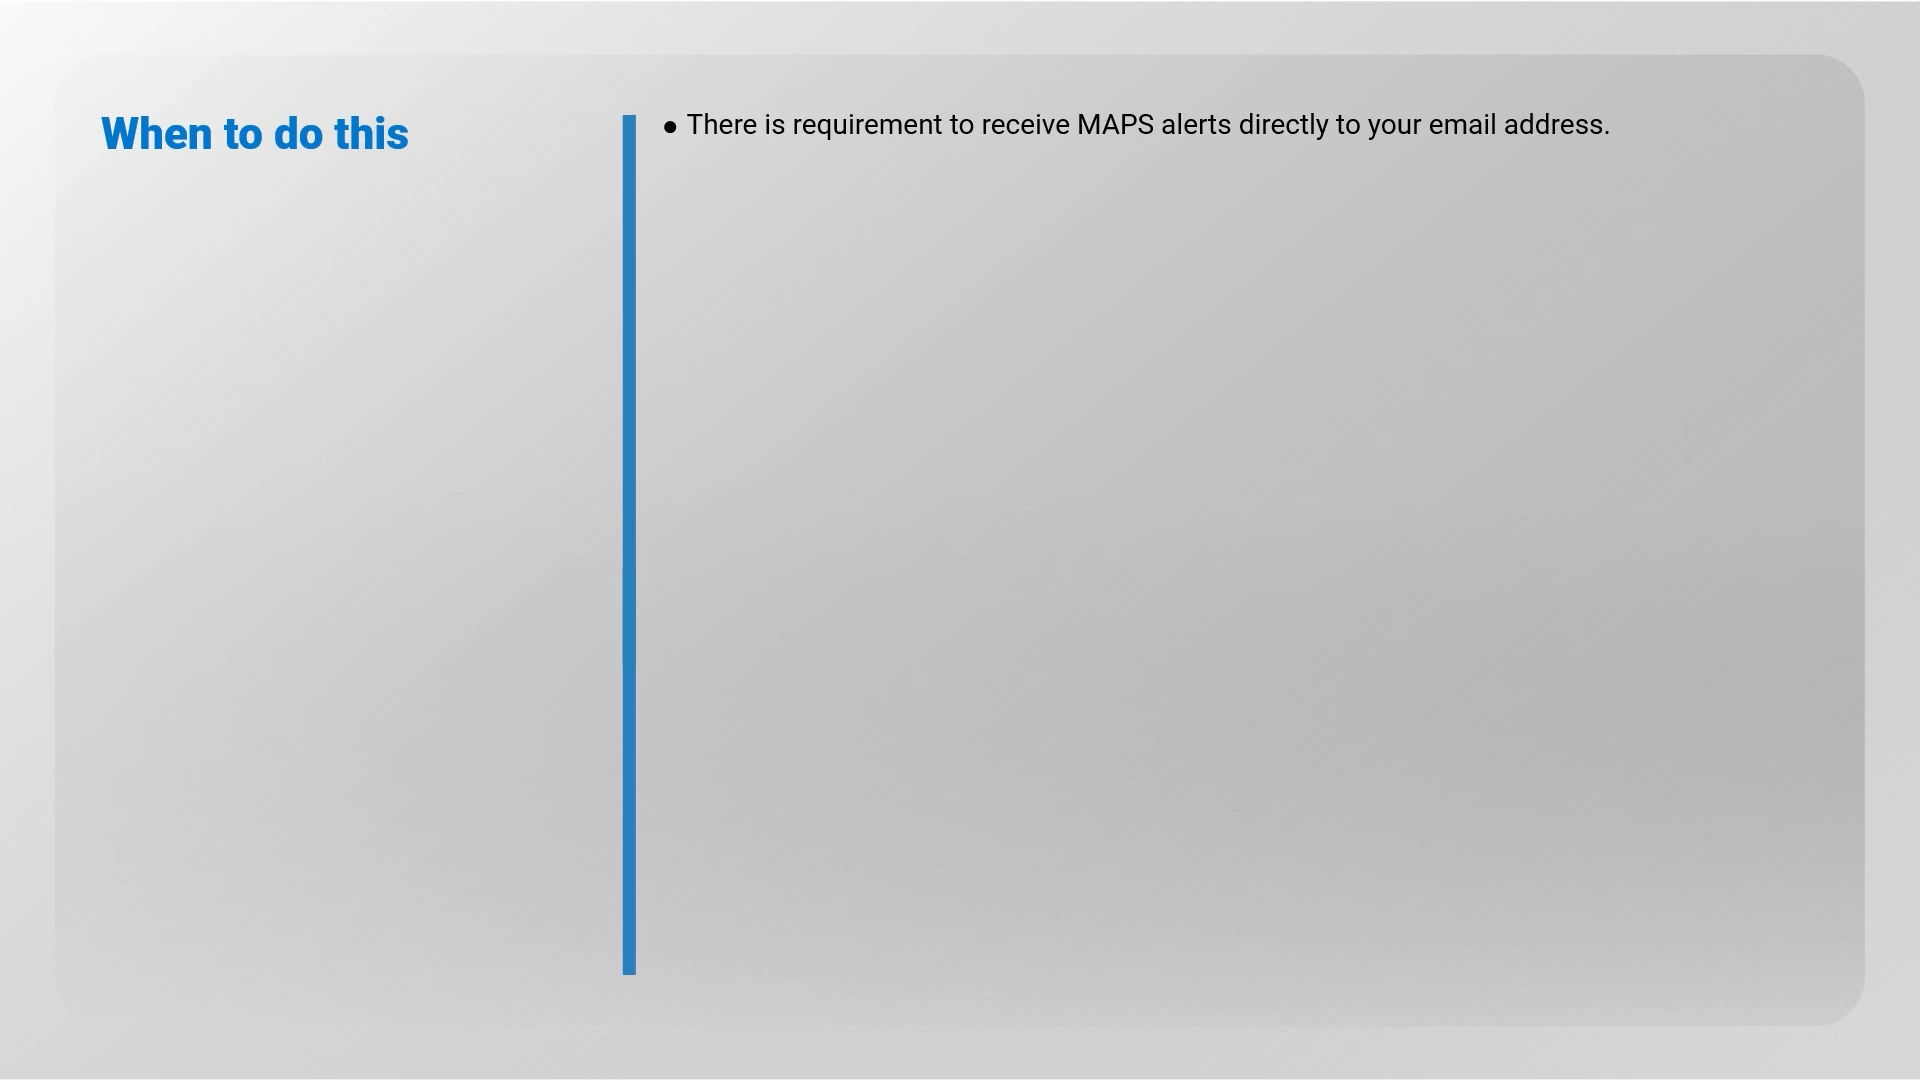 When to do this
● There is requirement to receive MAPS alerts directly to your email address.